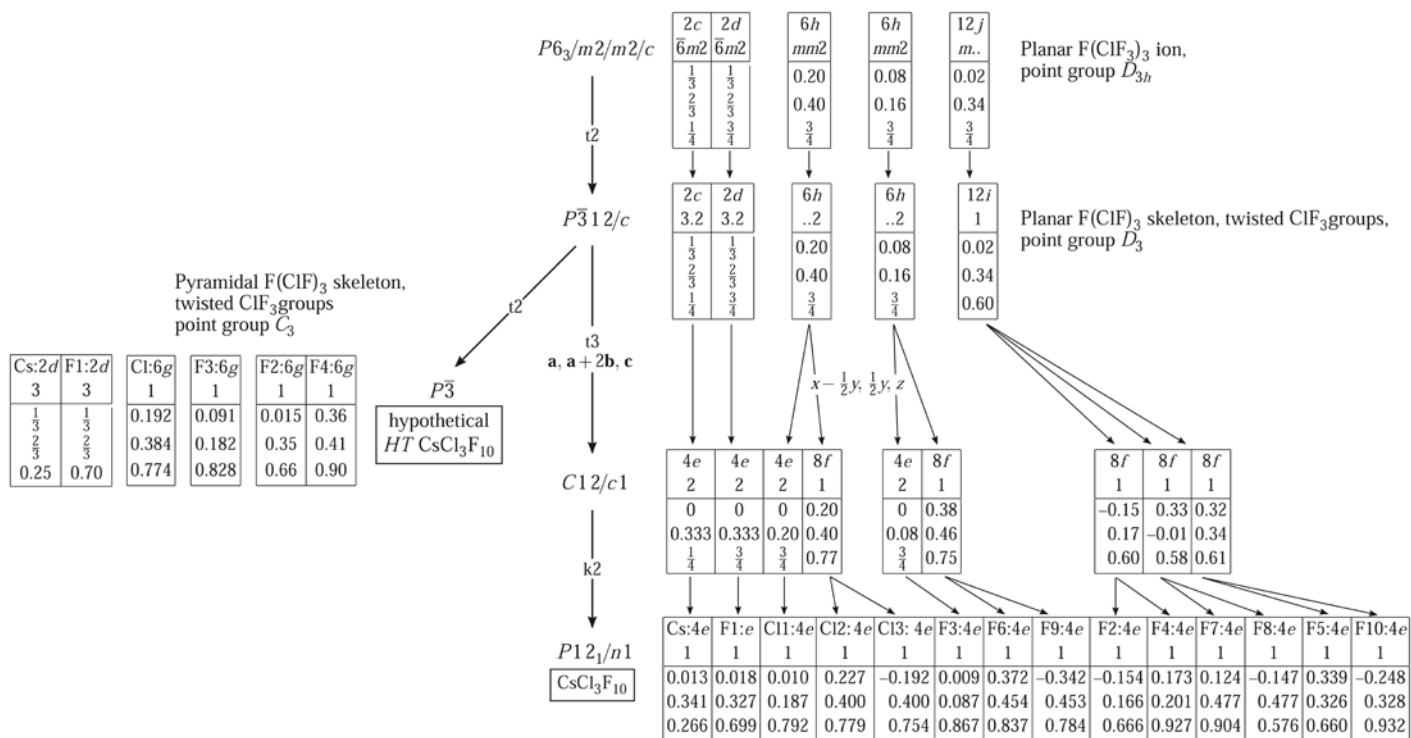 P6₃/m2/m2/c
2c 2d 6h 6h 12j
6̅m2 6̅m2 mm2 mm2 m..
1/3 1/3 0.20 0.08 0.02
2/3 2/3 0.40 0.16 0.34
1/4 3/4 3/4 3/4 3/4
Planar F(ClF₃)₃ ion,
point group D₃ₕ
t2
P3̅12/c
2c 2d 6h 6h 12i
3.2 3.2 ..2 ..2 1
1/3 1/3 0.20 0.08 0.02
2/3 2/3 0.40 0.16 0.34
1/4 3/4 3/4 3/4 0.60
Planar F(ClF)₃ skeleton, twisted ClF₃groups,
point group D₃
Pyramidal F(ClF)₃ skeleton,
twisted ClF₃groups
point group C₃
t2
t3
a, a + 2b, c
x − 1/2y, 1/2y, z
Cs:2d F1:2d Cl:6g F3:6g F2:6g F4:6g
3 3 1 1 1 1
1/3 1/3 0.192 0.091 0.015 0.36
2/3 2/3 0.384 0.182 0.35 0.41
0.25 0.70 0.774 0.828 0.66 0.90
P3̅
hypothetical
HT CsCl₃F₁₀
C12/c1
4e 4e 4e 8f 4e 8f 8f 8f 8f
2 2 2 1 2 1 1 1 1
0 0 0 0.20 0 0.38 −0.15 0.33 0.32
0.333 0.333 0.20 0.40 0.08 0.46 0.17 −0.01 0.34
1/4 3/4 3/4 0.77 3/4 0.75 0.60 0.58 0.61
k2
P12₁/n1
CsCl₃F₁₀
Cs:4e F1:e Cl1:4e Cl2:4e Cl3: 4e F3:4e F6:4e F9:4e F2:4e F4:4e F7:4e F8:4e F5:4e F10:4e
1 1 1 1 1 1 1 1 1 1 1 1 1 1
0.013 0.018 0.010 0.227 −0.192 0.009 0.372 −0.342 −0.154 0.173 0.124 −0.147 0.339 −0.248
0.341 0.327 0.187 0.400 0.400 0.087 0.454 0.453 0.166 0.201 0.477 0.477 0.326 0.328
0.266 0.699 0.792 0.779 0.754 0.867 0.837 0.784 0.666 0.927 0.904 0.576 0.660 0.932